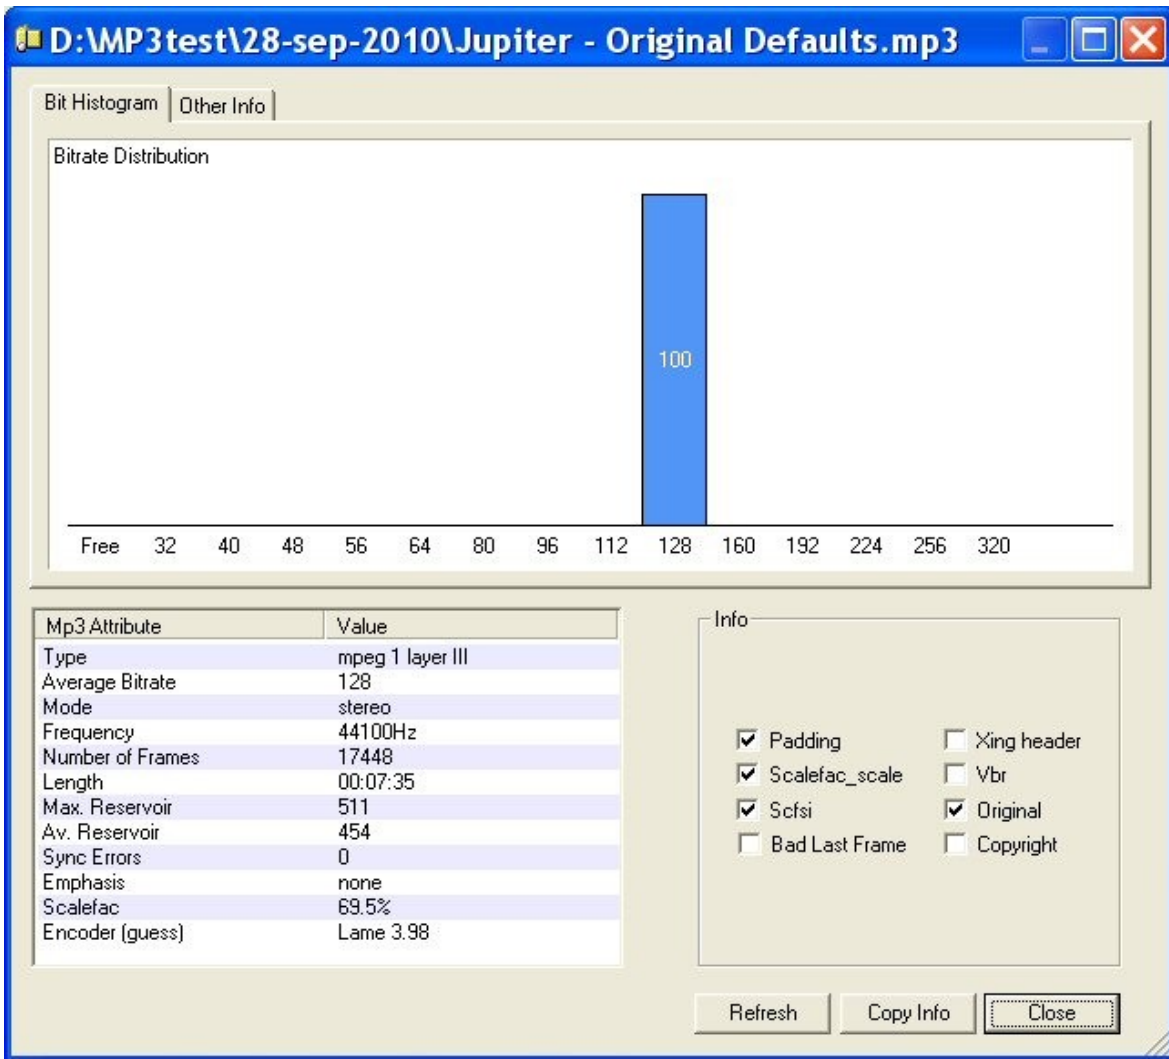 D:\MP3test\28-sep-2010\Jupiter - Original Defaults.mp3
Bit Histogram Other Info
Bitrate Distribution
100
Free 32 40 48 56 64 80 96 112 128 160 192 224 256 320
Mp3 Attribute Value
Type mpeg 1 layer III
Average Bitrate 128
Mode stereo
Frequency 44100Hz
Number of Frames 17448
Length 00:07:35
Max. Reservoir 511
Av. Reservoir 454
Sync Errors 0
Emphasis none
Scalefac 69.5%
Encoder (guess) Lame 3.98
Info
Padding Xing header
Scalefac_scale Vbr
Scfsi Original
Bad Last Frame Copyright
Refresh Copy Info Close